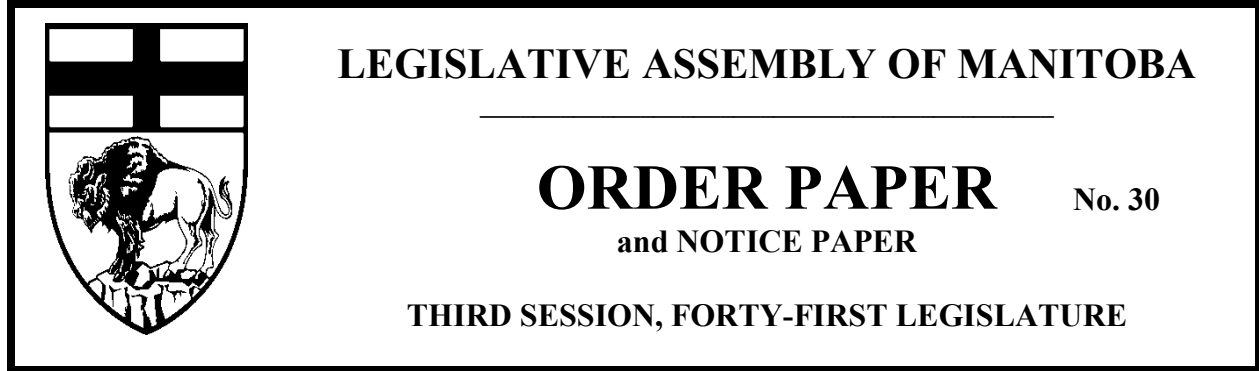 LEGISLATIVE ASSEMBLY OF MANITOBA
ORDER PAPER No. 30
and NOTICE PAPER
THIRD SESSION, FORTY-FIRST LEGISLATURE